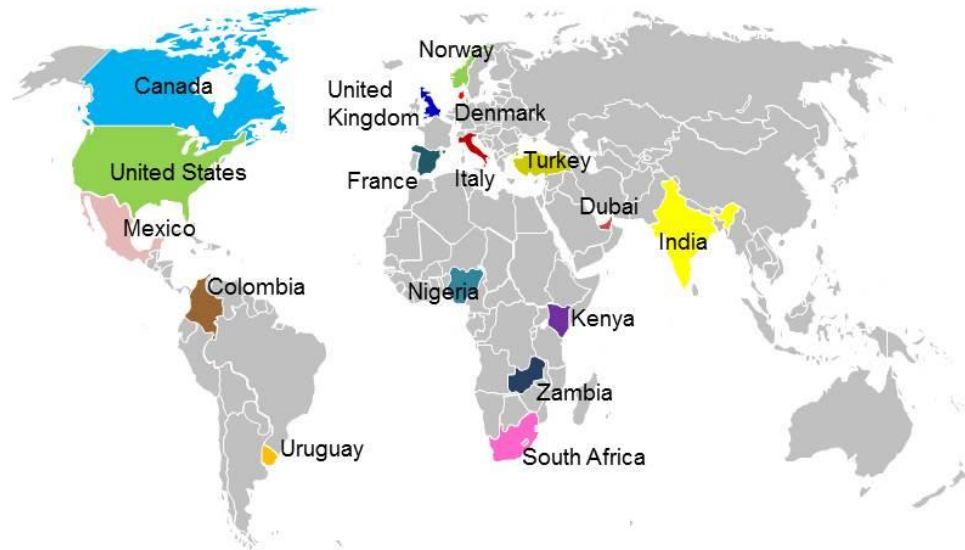 Norway
Canada
United
Kingdom
Denmark
United States
France
Italy
Turkey
Mexico
Dubai
India
Colombia
Nigeria
Kenya
Zambia
Uruguay
South Africa